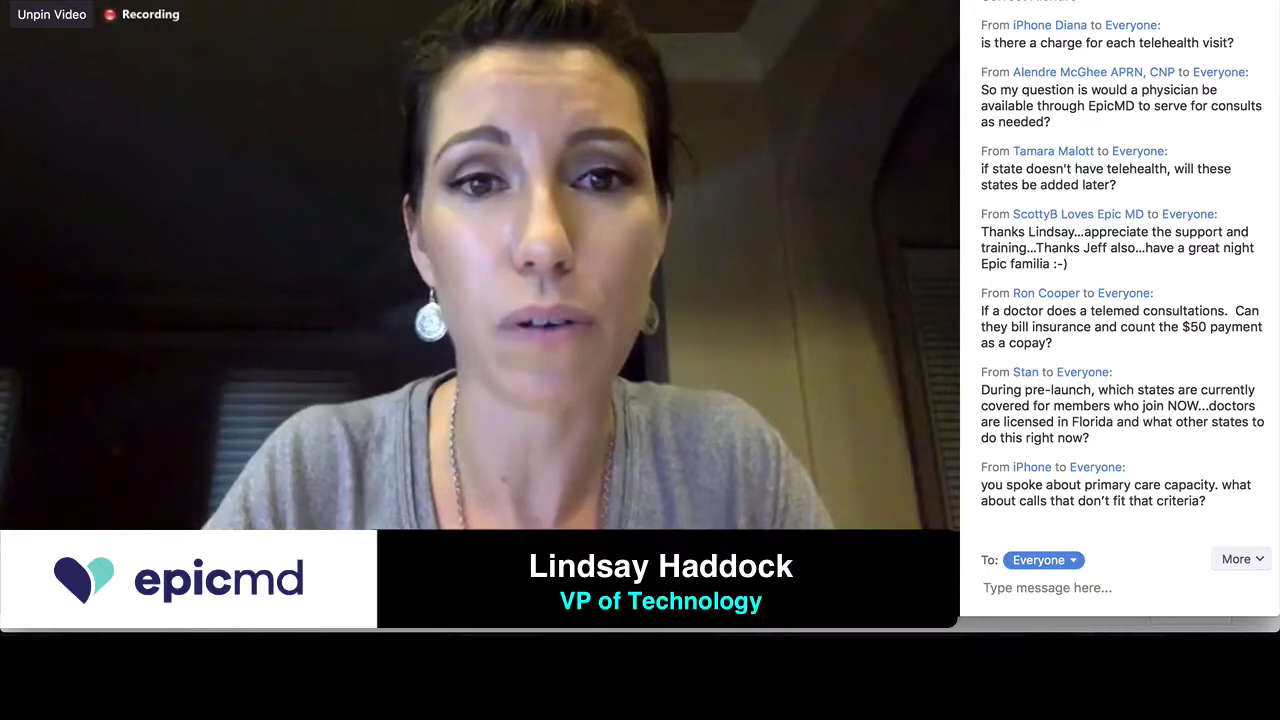 Unpin Video
Recording
From iPhone Diana to Everyone:
is there a charge for each telehealth visit?
From Alendre McGhee APRN, CNP to Everyone:
So my question is would a physician be
available through EpicMD to serve for consults
as needed?
From Tamara Malott to Everyone:
if state doesn't have telehealth, will these
states be added later?
From ScottyB Loves Epic MD to Everyone:
Thanks Lindsay...appreciate the support and
training...Thanks Jeff also...have a great night
Epic familia :-)
From Ron Cooper to Everyone:
If a doctor does a telemed consultations.  Can
they bill insurance and count the $50 payment
as a copay?
From Stan to Everyone:
During pre-launch, which states are currently
covered for members who join NOW...doctors
are licensed in Florida and what other states to
do this right now?
From iPhone to Everyone:
you spoke about primary care capacity. what
about calls that don’t fit that criteria?
To: Everyone
More
Type message here...
epicmd
Lindsay Haddock
VP of Technology